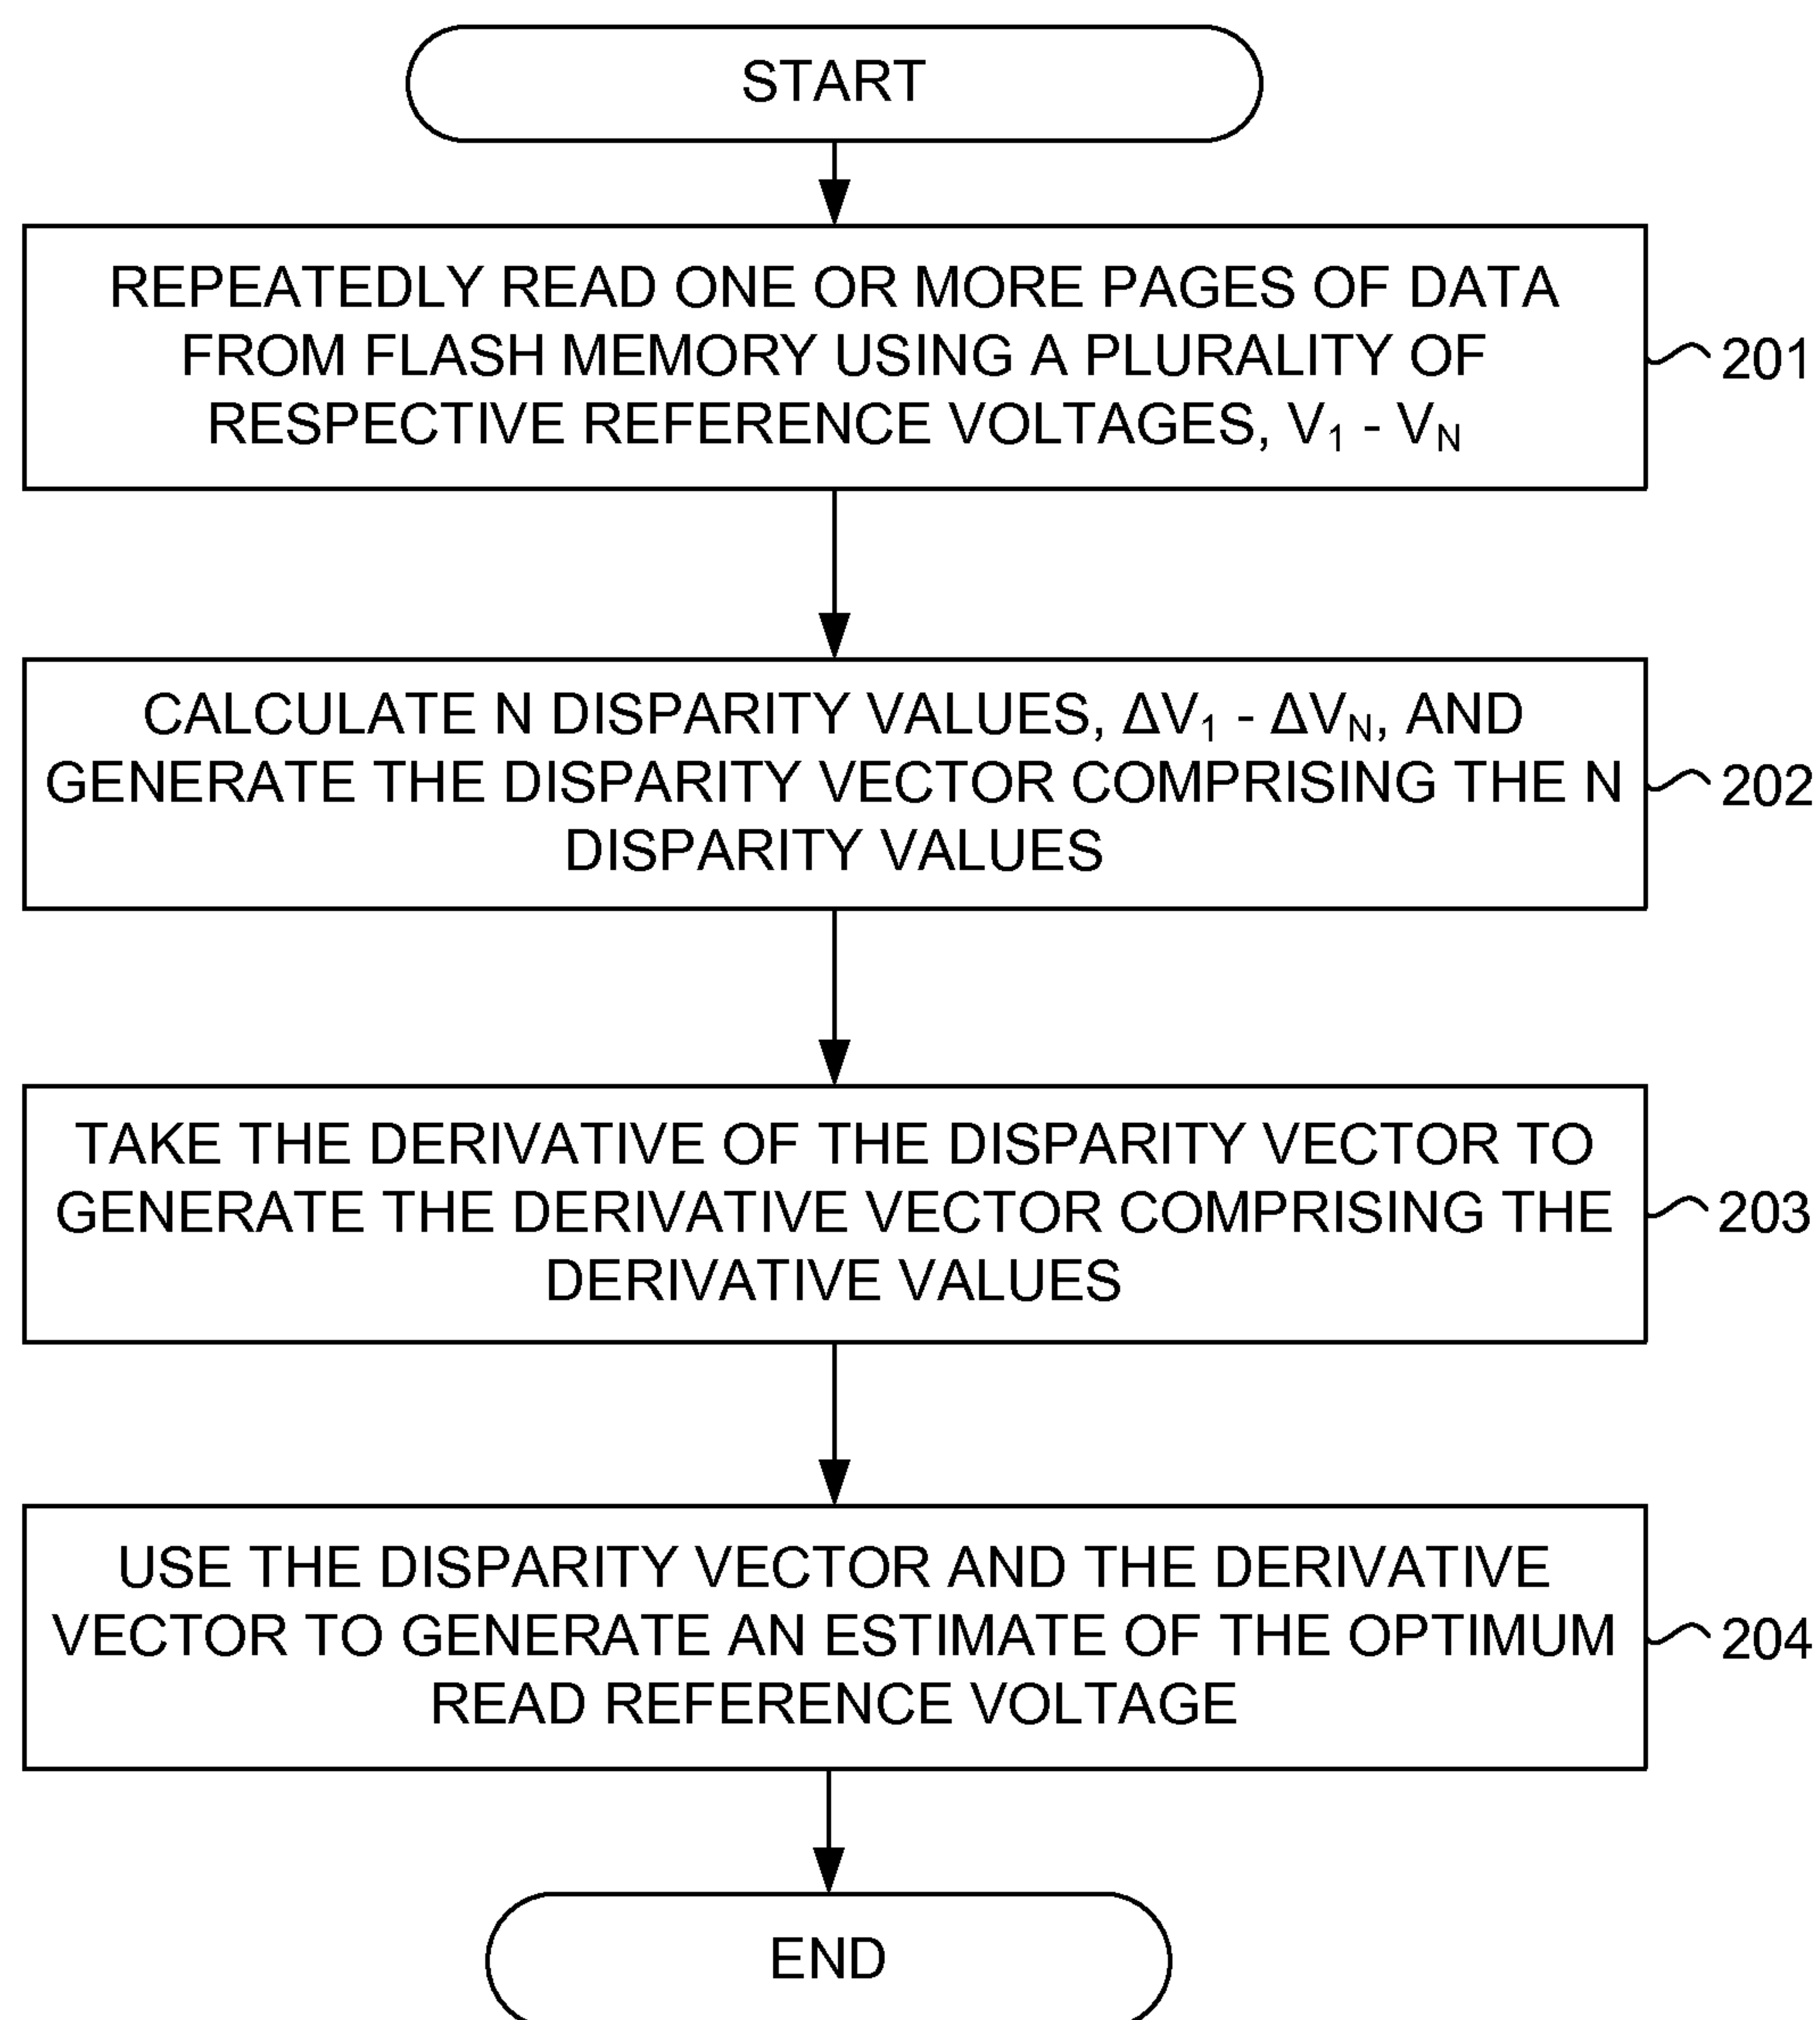 START
REPEATEDLY READ ONE OR MORE PAGES OF DATA
FROM FLASH MEMORY USING A PLURALITY OF
RESPECTIVE REFERENCE VOLTAGES, V₁ - V_N
201
CALCULATE N DISPARITY VALUES, ΔV₁ - ΔV_N, AND
GENERATE THE DISPARITY VECTOR COMPRISING THE N
DISPARITY VALUES
202
TAKE THE DERIVATIVE OF THE DISPARITY VECTOR TO
GENERATE THE DERIVATIVE VECTOR COMPRISING THE
DERIVATIVE VALUES
203
USE THE DISPARITY VECTOR AND THE DERIVATIVE
VECTOR TO GENERATE AN ESTIMATE OF THE OPTIMUM
READ REFERENCE VOLTAGE
204
END